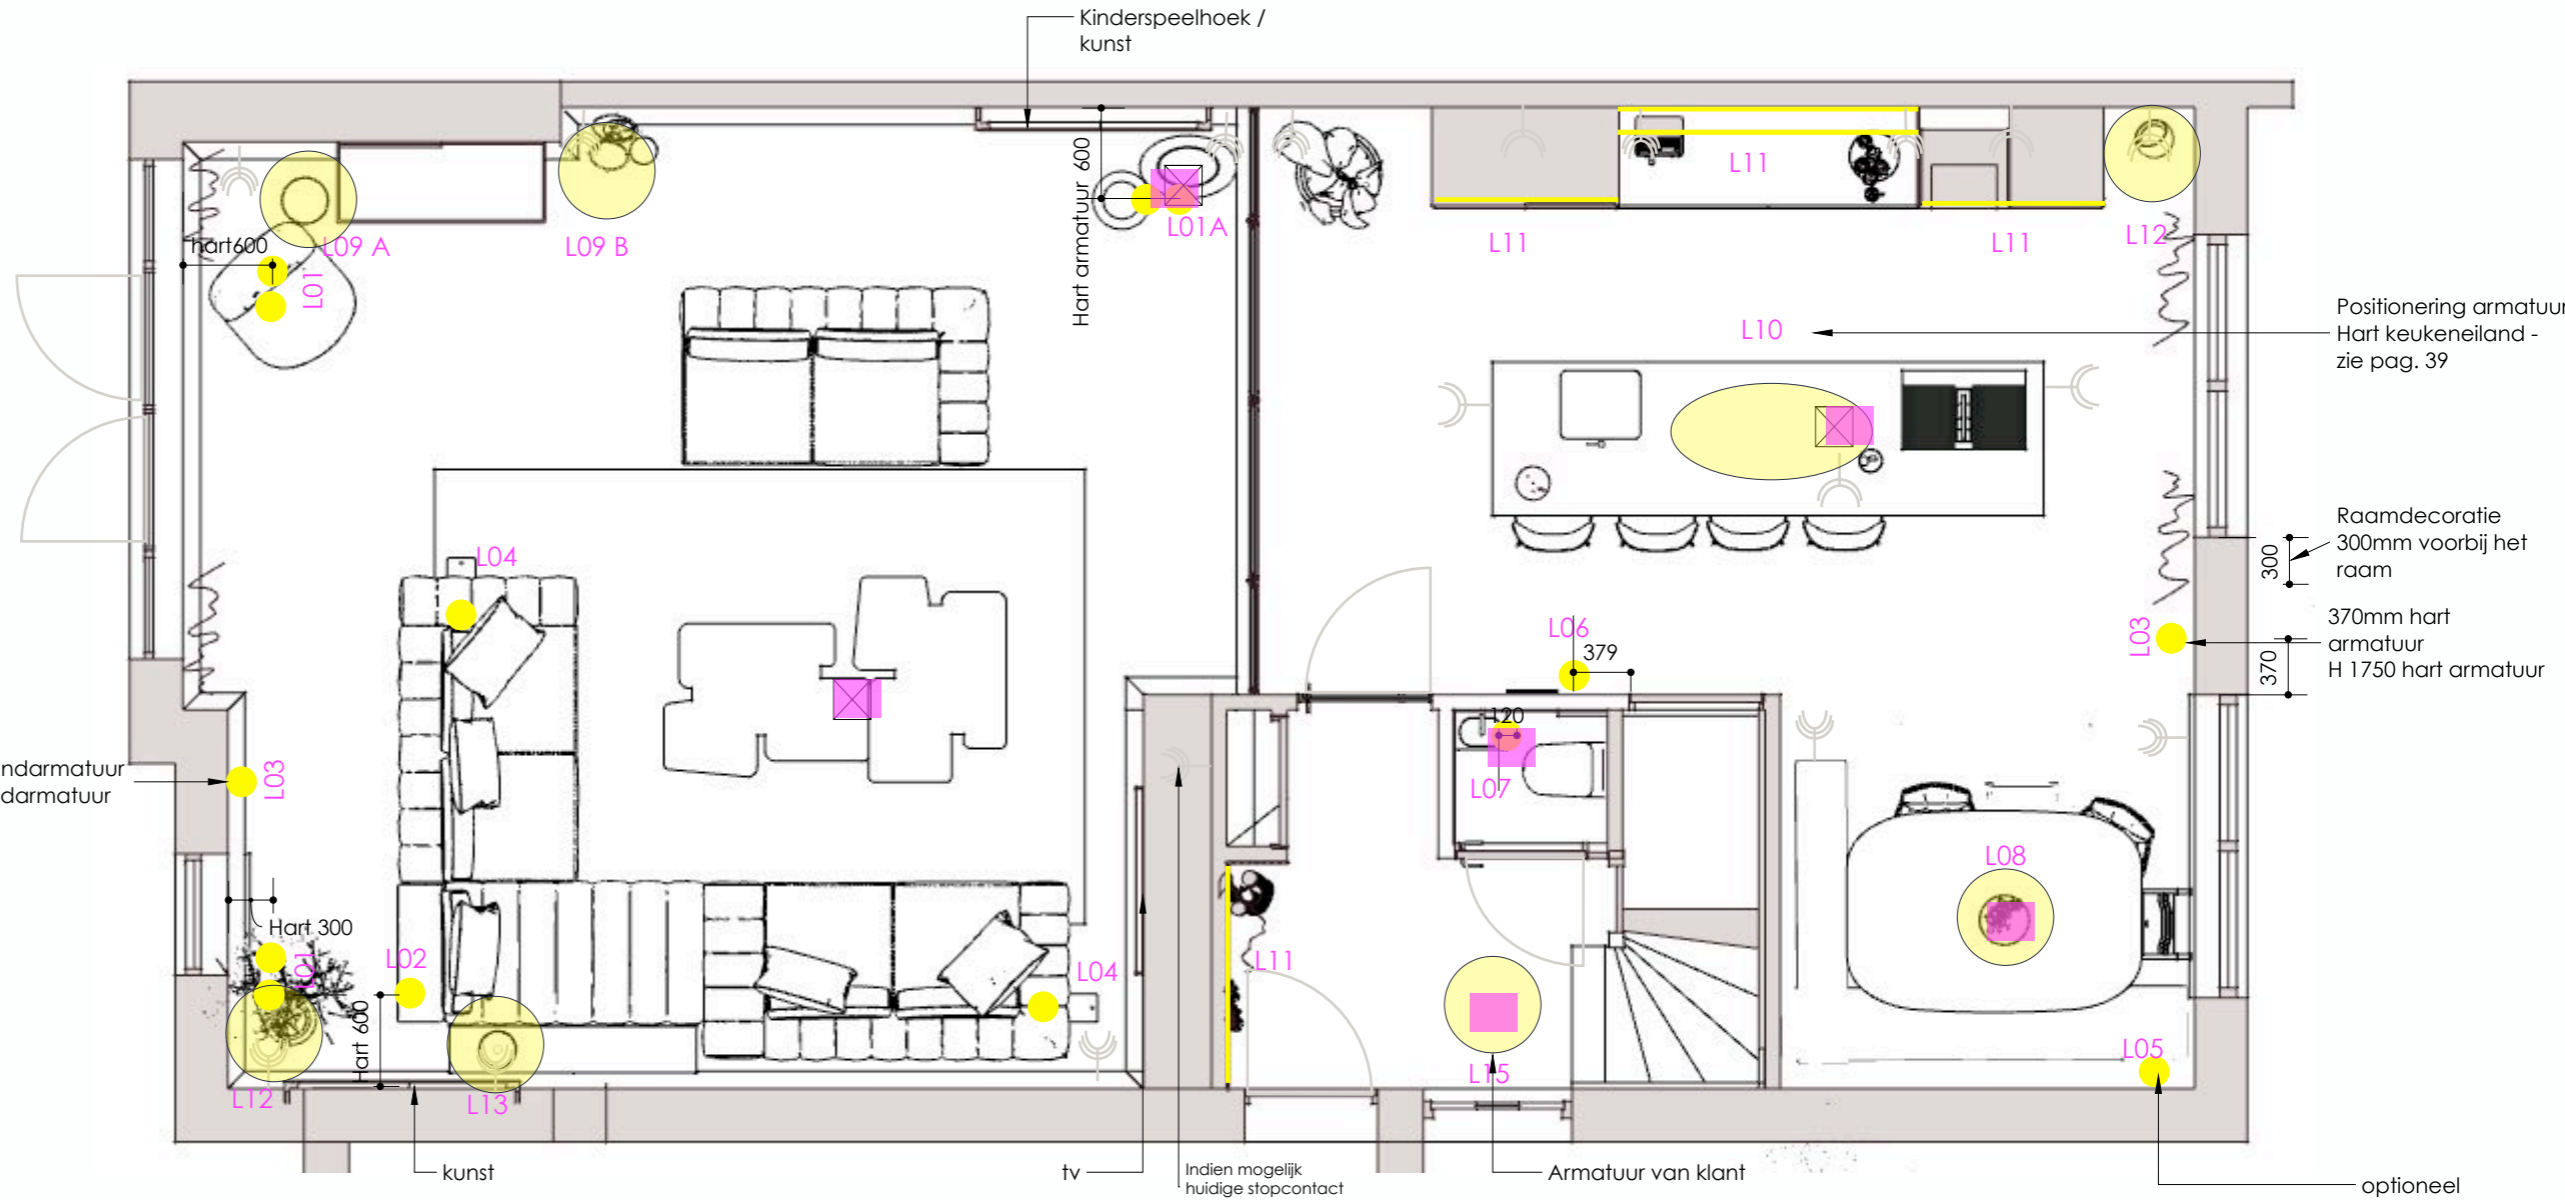 Kinderspeelhoek /
kunst
Hart armatuur 600
L01A
L09 A
L09 B
hart600
L01
L11
L11
L11
L12
L10
Positionering armatuur
Hart keukeneiland -
zie pag. 39
Raamdecoratie
300mm voorbij het
raam
300
370mm hart
armatuur
H 1750 hart armatuur
370
L03
L04
L06
379
120
L07
ndarmatuur
darmatuur
L03
Hart 300
L01
L02
L04
L11
L08
Hart 600
L12
L13
L15
L05
kunst
tv
Indien mogelijk
huidige stopcontact
Armatuur van klant
optioneel